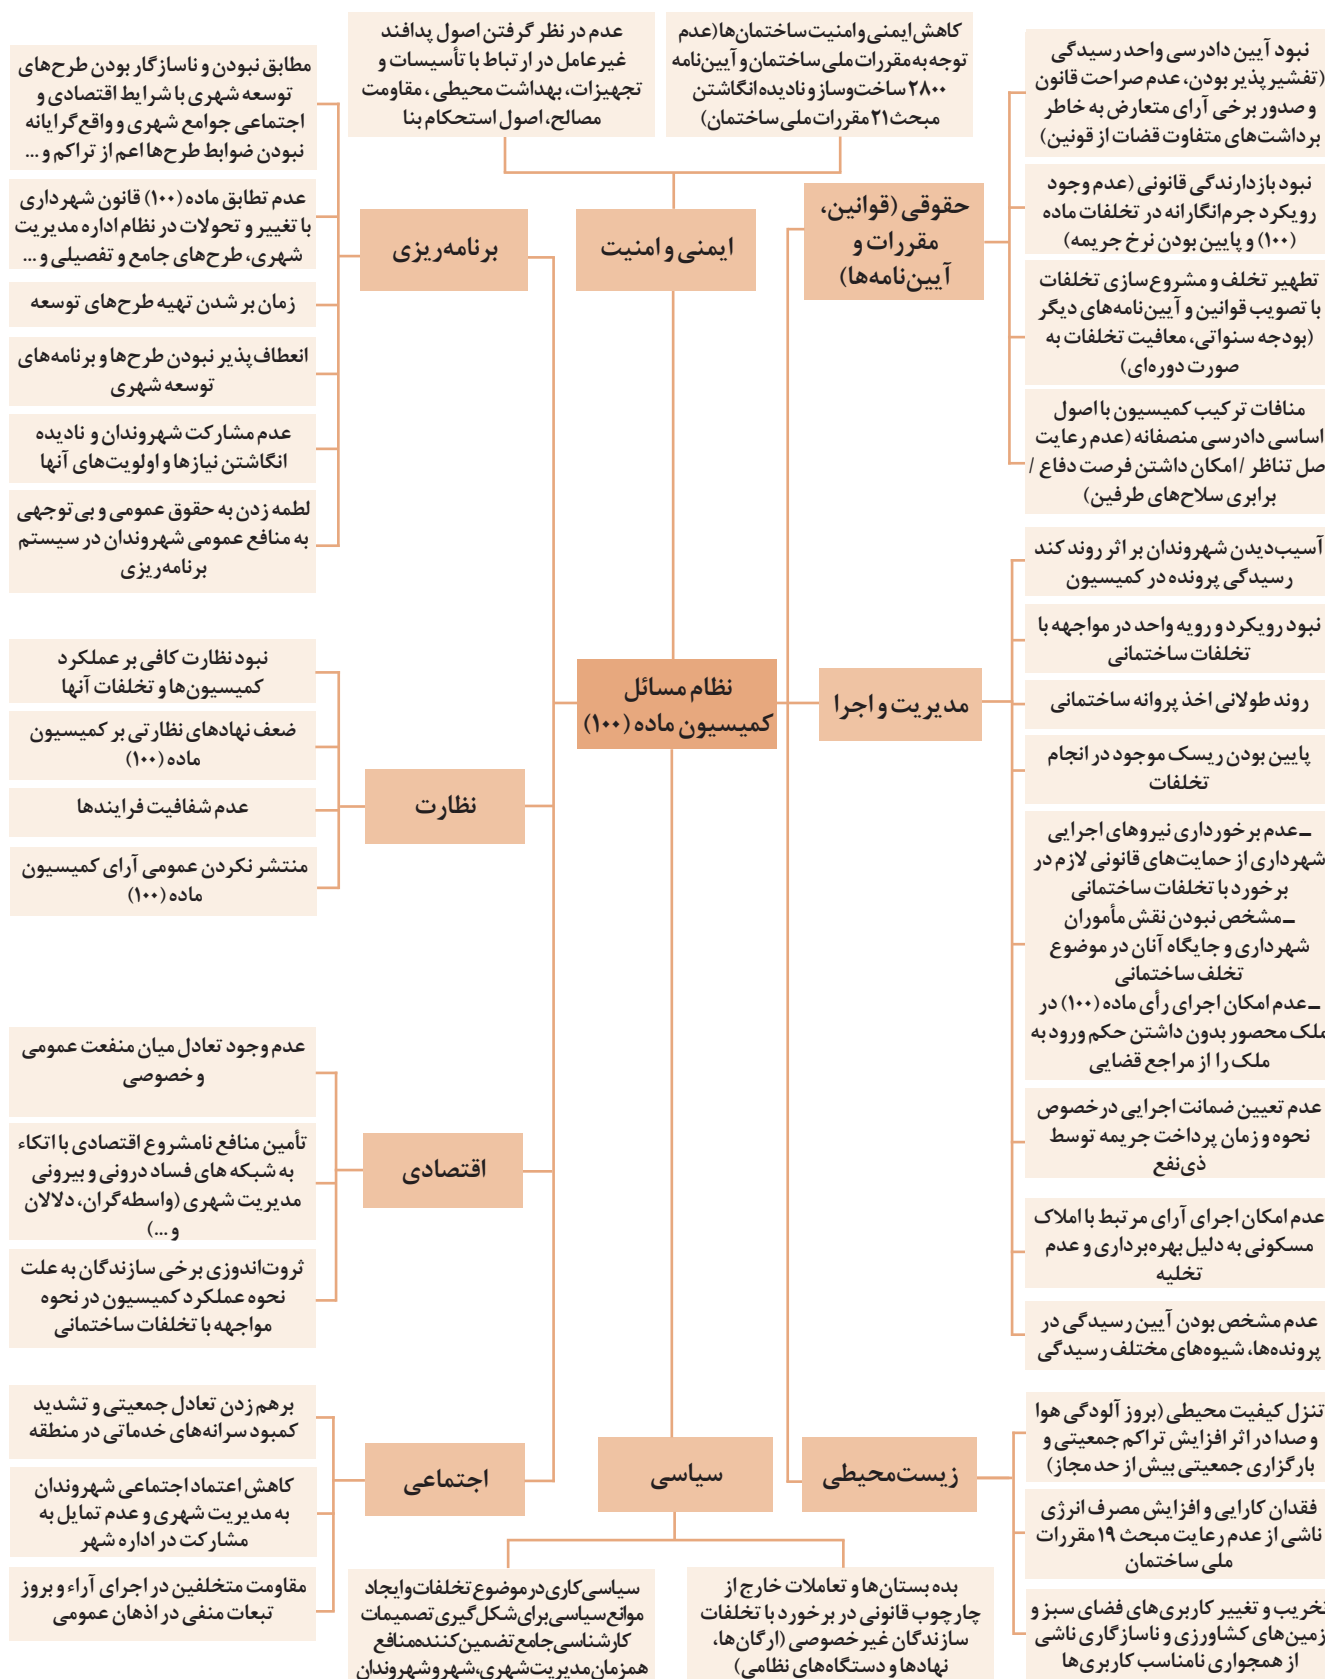 کاهش ایمنی و امنیت ساختمان‌ها (عدم
توجه به مقررات ملی ساختمان و آیین‌نامه
۲۸۰۰ ساخت‌وساز و نادیده انگاشتن
مبحث ۲۱ مقررات ملی ساختمان)
عدم در نظر گرفتن اصول پدافند
غیرعامل در ارتباط با تأسیسات و
تجهیزات، بهداشت محیطی، مقاومت
مصالح، اصول استحکام بنا
ایمنی و امنیت
حقوقی (قوانین،
مقررات و
آیین‌نامه‌ها)
نبود آیین دادرسی واحد رسیدگی
(تفشیرپذیر بودن، عدم صراحت قانون
و صدور برخی آرای متعارض به خاطر
برداشت‌های متفاوت قضات از قونین)
نبود بازدارندگی قانونی (عدم وجود
رویکرد جرم‌انگارانه در تخلفات ماده
(۱۰۰) و پایین بودن نرخ جریمه)
تطهیر تخلف و مشروع‌سازی تخلفات
با تصویب قوانین و آیین‌نامه‌های دیگر
(بودجه سنواتی، معافیت تخلفات به
صورت دوره‌ای)
منافات ترکیب کمیسیون با اصول
اساسی دادرسی منصفانه (عدم رعایت
صل تناظر / امکان داشتن فرصت دفاع /
برابری سلاح‌های طرفین)
برنامه‌ریزی
مطابق نبودن و ناسازگار بودن طرح‌های
توسعه شهری با شرایط اقتصادی و
اجتماعی جوامع شهری و واقع‌گرایانه
نبودن ضوابط طرح‌ها اعم از تراکم و ...
عدم تطابق ماده (۱۰۰) قانون شهرداری
با تغییر و تحولات در نظام اداره مدیریت
شهری، طرح‌های جامع و تفصیلی و ...
زمان بر شدن تهیه طرح‌های توسعه
انعطاف‌پذیر نبودن طرح‌ها و برنامه‌های
توسعه شهری
عدم مشارکت شهروندان و نادیده
انگاشتن نیازها و اولویت‌های آنها
لطمه زدن به حقوق عمومی و بی‌توجهی
به منافع عمومی شهروندان در سیستم
برنامه‌ریزی
نظام مسائل
کمیسیون ماده (۱۰۰)
مدیریت و اجرا
آسیب‌دیدن شهروندان بر اثر روند کند
رسیدگی پرونده در کمیسیون
نبود رویکرد و رویه واحد در مواجهه با
تخلفات ساختمانی
روند طولانی اخذ پروانه ساختمانی
پایین بودن ریسک موجود در انجام
تخلفات
ـ عدم برخورداری نیروهای اجرایی
شهرداری از حمایت‌های قانونی لازم در
برخورد با تخلفات ساختمانی
ـ مشخص نبودن نقش مأموران
شهرداری و جایگاه آنان در موضوع
تخلف ساختمانی
ـ عدم امکان اجرای رأی ماده (۱۰۰) در
ملک محصور بدون داشتن حکم ورود به
ملک را از مراجع قضایی
عدم تعیین ضمانت اجرایی درخصوص
نحوه و زمان پرداخت جریمه توسط
ذی‌نفع
عدم امکان اجرای آرای مرتبط با املاک
مسکونی به دلیل بهره‌برداری و عدم
تخلیه
عدم مشخص بودن آیین رسیدگی در
پرونده‌ها، شیوه‌های مختلف رسیدگی
نظارت
نبود نظارت کافی بر عملکرد
کمیسیون‌ها و تخلفات آنها
ضعف نهادهای نظارتی بر کمیسیون
ماده (۱۰۰)
عدم شفافیت فرایندها
منتشر نکردن عمومی آرای کمیسیون
ماده (۱۰۰)
اقتصادی
عدم وجود تعادل میان منفعت عمومی
و خصوصی
تأمین منافع نامشروع اقتصادی با اتکاء
به شبکه های فساد درونی و بیرونی
مدیریت شهری (واسطه‌گران، دلالان
و ...)
ثروت‌اندوزی برخی سازندگان به علت
نحوه عملکرد کمیسیون در نحوه
مواجهه با تخلفات ساختمانی
زیست‌محیطی
تنزل کیفیت محیطی (بروز آلودگی هوا
و صدا در اثر افزایش تراکم جمعیتی و
بارگزاری جمعیتی بیش از حد مجاز)
فقدان کارایی و افزایش مصرف انرژی
ناشی از عدم رعایت مبحث ۱۹ مقررات
ملی ساختمان
تخریب و تغییر کاربری‌های فضای سبز و
زمین‌های کشاورزی و ناسازگاری ناشی
از همجواری نامناسب کاربری‌ها
سیاسی
بده بستان‌ها و تعاملات خارج از
چارچوب قانونی در برخورد با تخلفات
سازندگان غیرخصوصی (ارگان‌ها،
نهادها و دستگاه‌های نظامی)
سیاسی‌کاری در موضوع تخلفات و ایجاد
موانع سیاسی برای شکل‌گیری تصمیمات
کارشناسی جامع تضمین‌کننده منافع
همزمان مدیریت شهری، شهر و شهروندان
اجتماعی
برهم زدن تعادل جمعیتی و تشدید
کمبود سرانه‌های خدماتی در منطقه
کاهش اعتماد اجتماعی شهروندان
به مدیریت شهری و عدم تمایل به
مشارکت در اداره شهر
مقاومت متخلفین در اجرای آراء و بروز
تبعات منفی در اذهان عمومی